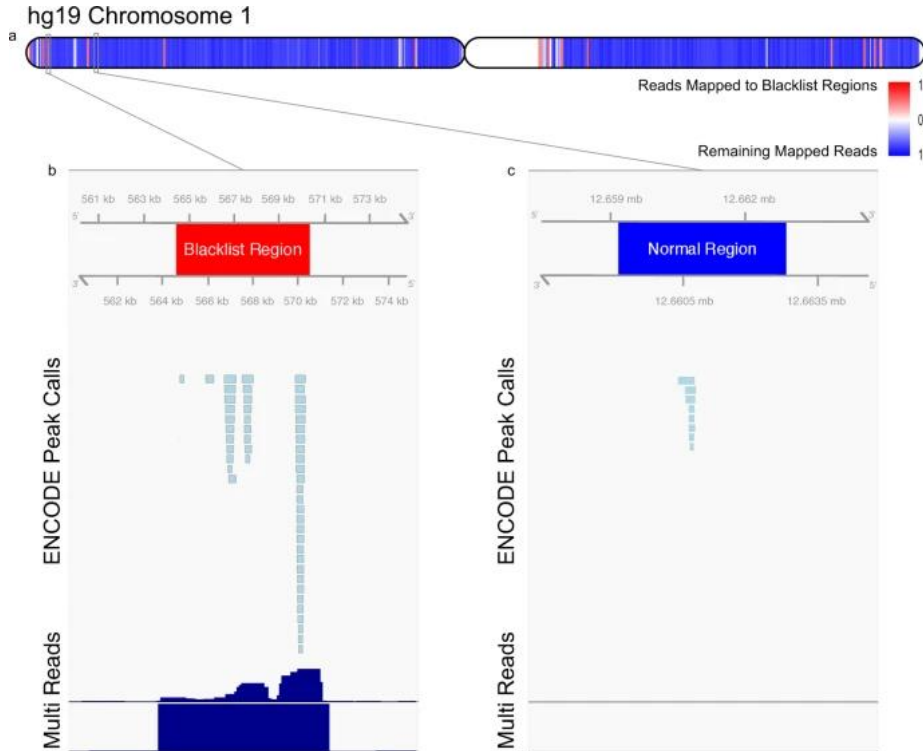 hg19 Chromosome 1
a
Reads Mapped to Blacklist Regions
1
0
Remaining Mapped Reads
1
b
561 kb 563 kb 565 kb 567 kb 569 kb 571 kb 573 kb
5' 3'
Blacklist Region
3' 5'
562 kb 564 kb 566 kb 568 kb 570 kb 572 kb 574 kb
ENCODE Peak Calls
Multi Reads
c
12.659 mb 12.662 mb
5' 3'
Normal Region
3' 5'
12.6605 mb 12.6635 mb
ENCODE Peak Calls
Multi Reads